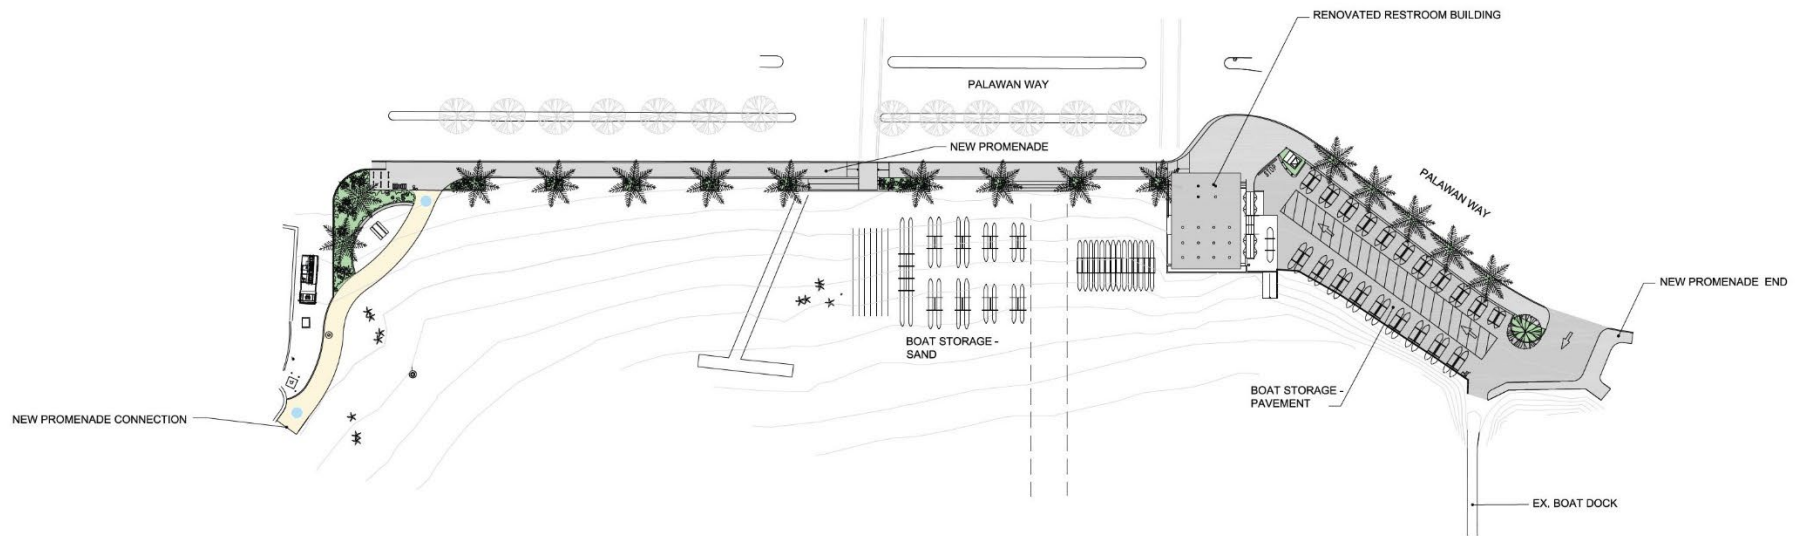 RENOVATED RESTROOM BUILDING
PALAWAN WAY
NEW PROMENADE
PALAWAN WAY
NEW PROMENADE END
BOAT STORAGE -
SAND
BOAT STORAGE -
PAVEMENT
NEW PROMENADE CONNECTION
EX. BOAT DOCK